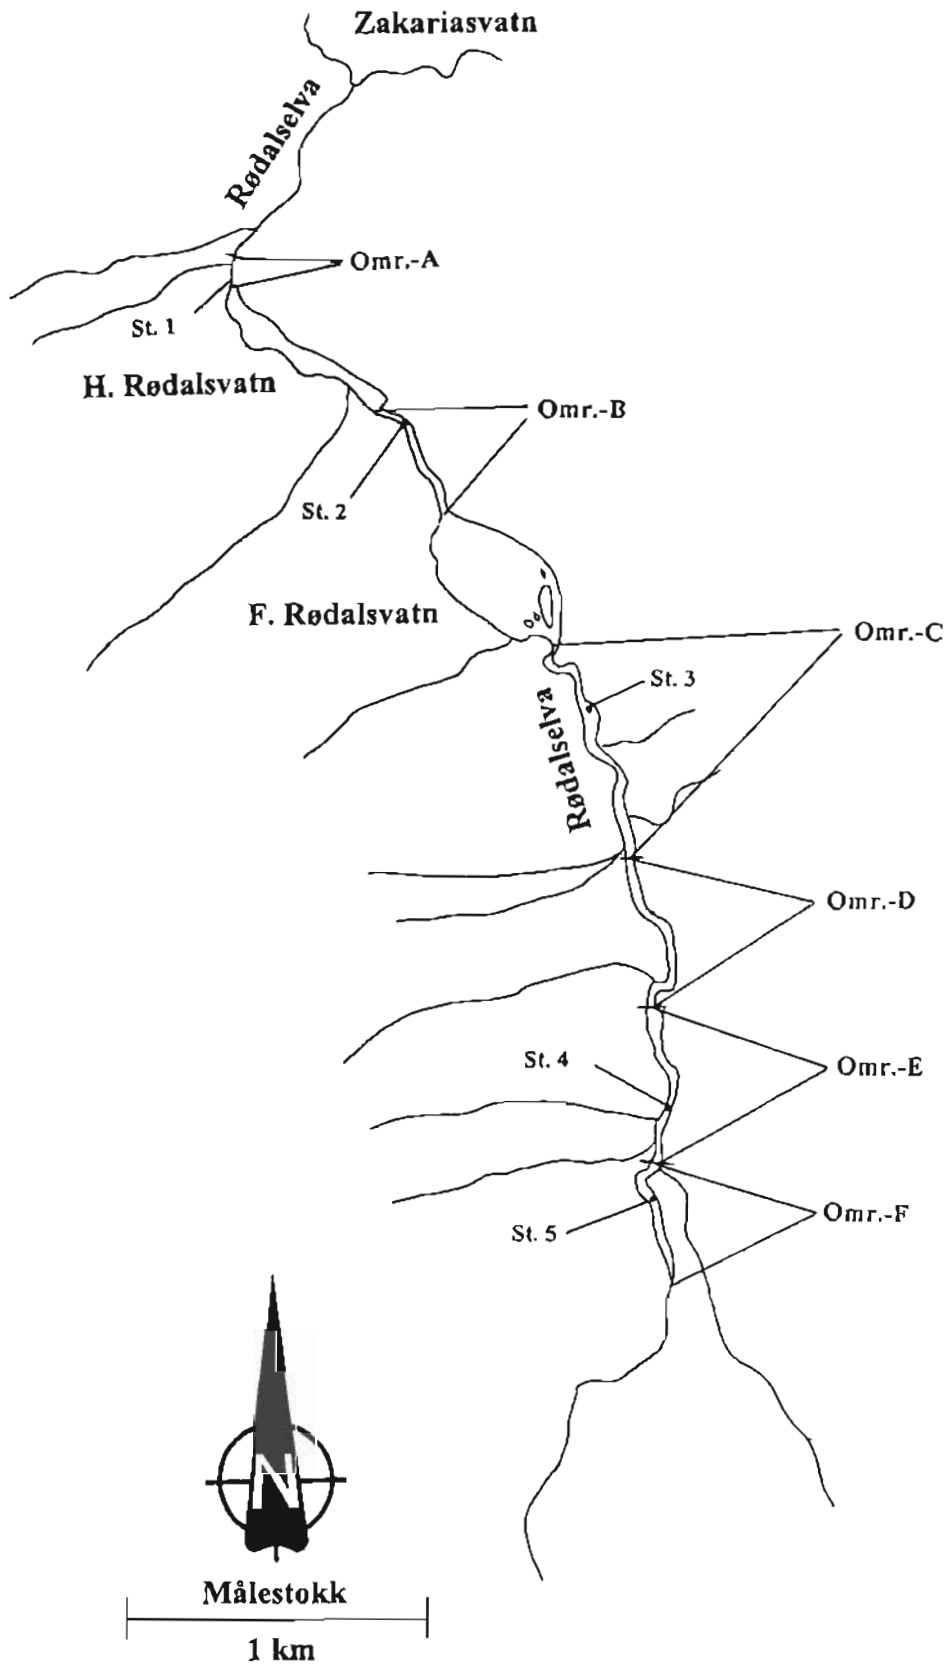 Zakariasvatn
Rødalselva
Omr.-A
St. 1
H. Rødalsvatn
Omr.-B
St. 2
F. Rødalsvatn
Omr.-C
St. 3
Rødalselva
Omr.-D
St. 4
Omr.-E
Omr.-F
St. 5
N
Målestokk
1 km